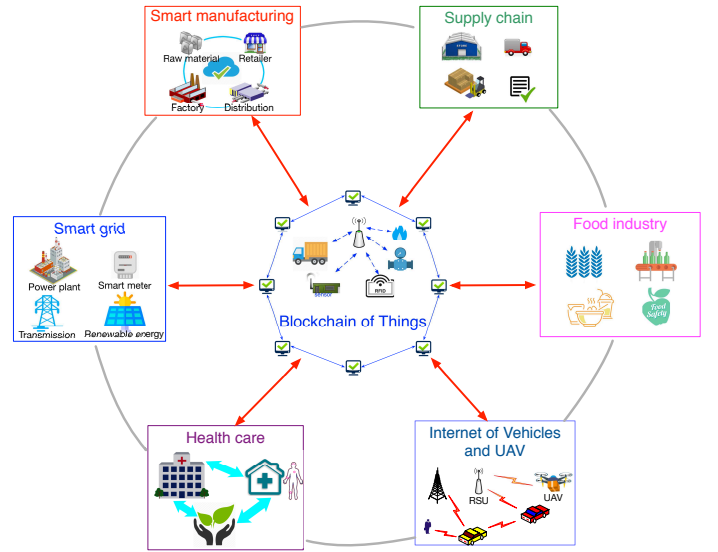 Smart manufacturing
Raw material
Retailer
Factory
Distribution
Supply chain
STORE
Smart grid
Power plant
Smart meter
Transmission
Renewable energy
sensor
RFID
Blockchain of Things
Food industry
Food
Safety
Health care
Internet of Vehicles
and UAV
RSU
UAV